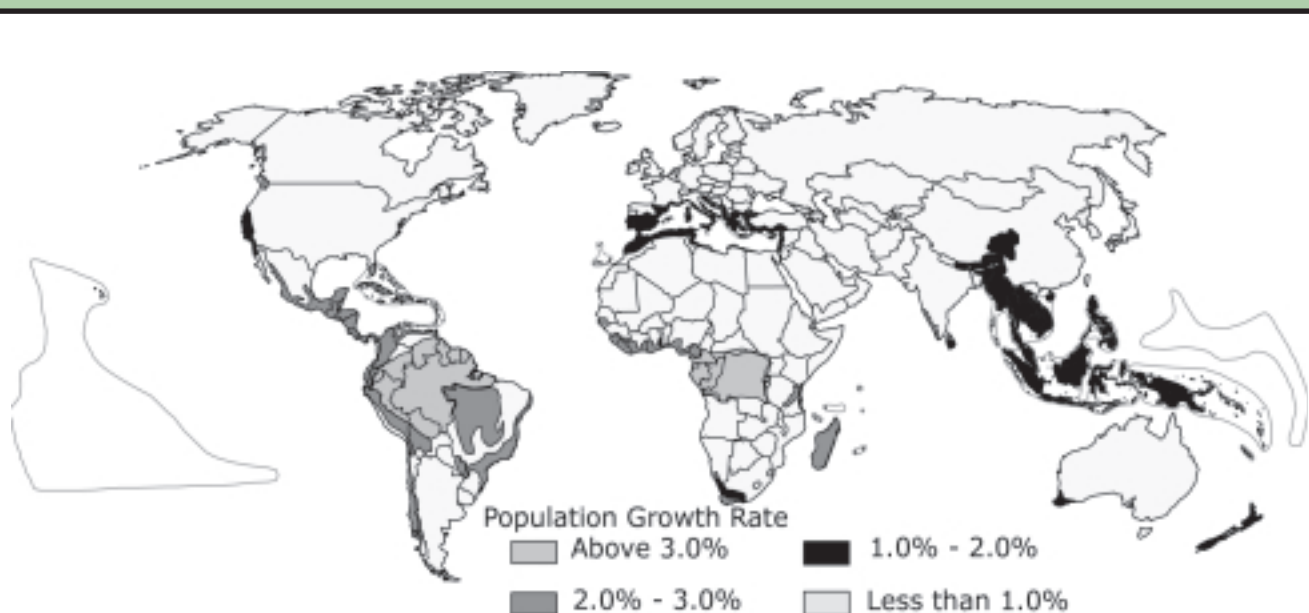 Population Growth Rate
Above 3.0%
1.0% - 2.0%
2.0% - 3.0%
Less than 1.0%